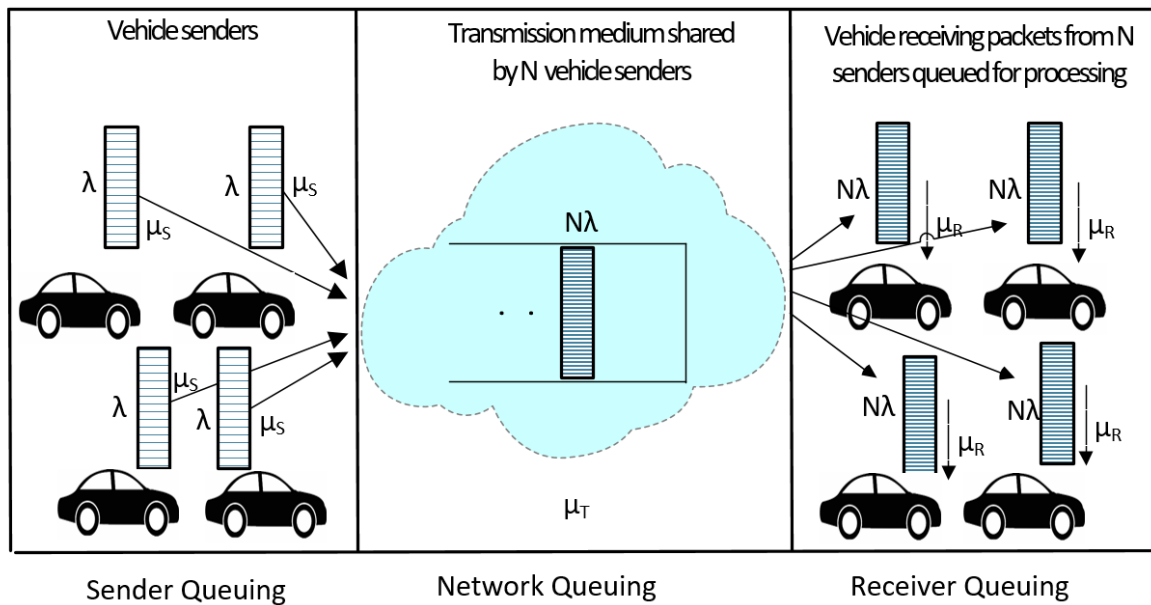 Vehicle senders
λ
μS
λ
μS
λ
μS
λ
μS
Sender Queuing
Transmission medium shared
by N vehicle senders
Nλ
. .
μT
Network Queuing
Vehicle receiving packets from N
senders queued for processing
Nλ
μR
Nλ
μR
Nλ
μR
Nλ
μR
Receiver Queuing